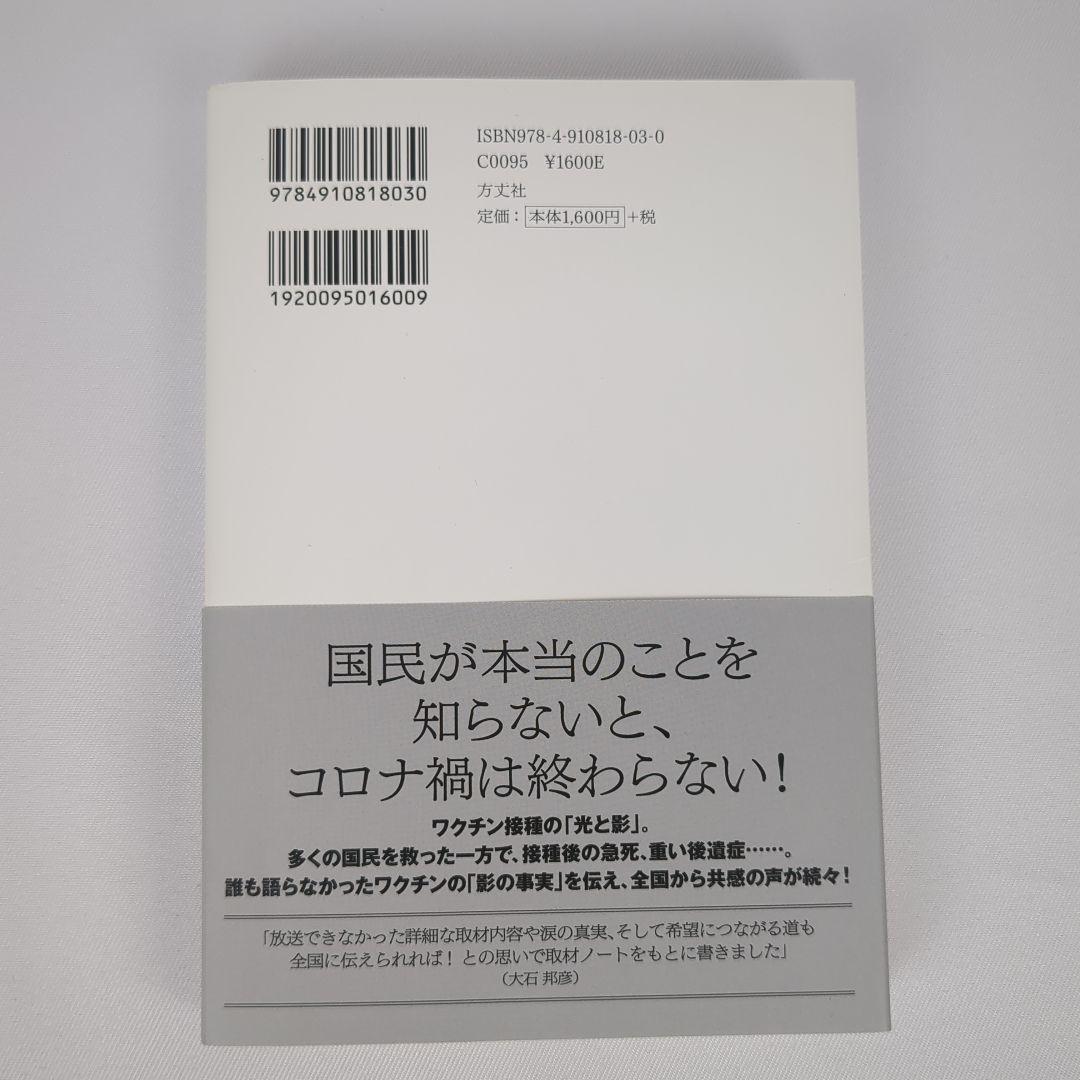 9784910818030
1920095016009
ISBN978-4-910818-03-0
C0095 ¥1600E
方丈社
定価：本体1,600円+税
国民が本当のことを
知らないと、
コロナ禍は終わらない！
ワクチン接種の「光と影」。
多くの国民を救った一方で、接種後の急死、重い後遺症……。
誰も語らなかったワクチンの「影の事実」を伝え、全国から共感の声が続々！
「放送できなかった詳細な取材内容や涙の真実、そして希望につながる道も
全国に伝えられれば！との思いで取材ノートをもとに書きました」
（大石 邦彦）